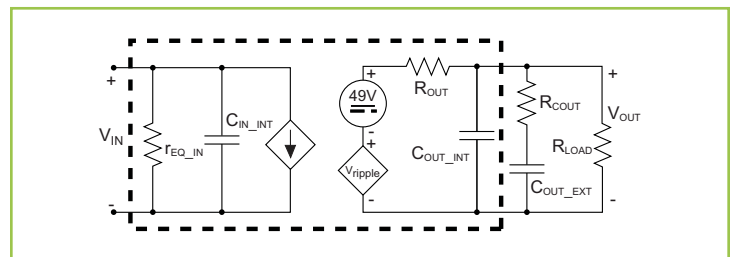 +
V_IN
-
r_EQ_IN
C_IN_INT
+
49V
-
+
V_ripple
-
R_OUT
C_OUT_INT
R_COUT
C_OUT_EXT
+
V_OUT
R_LOAD
-